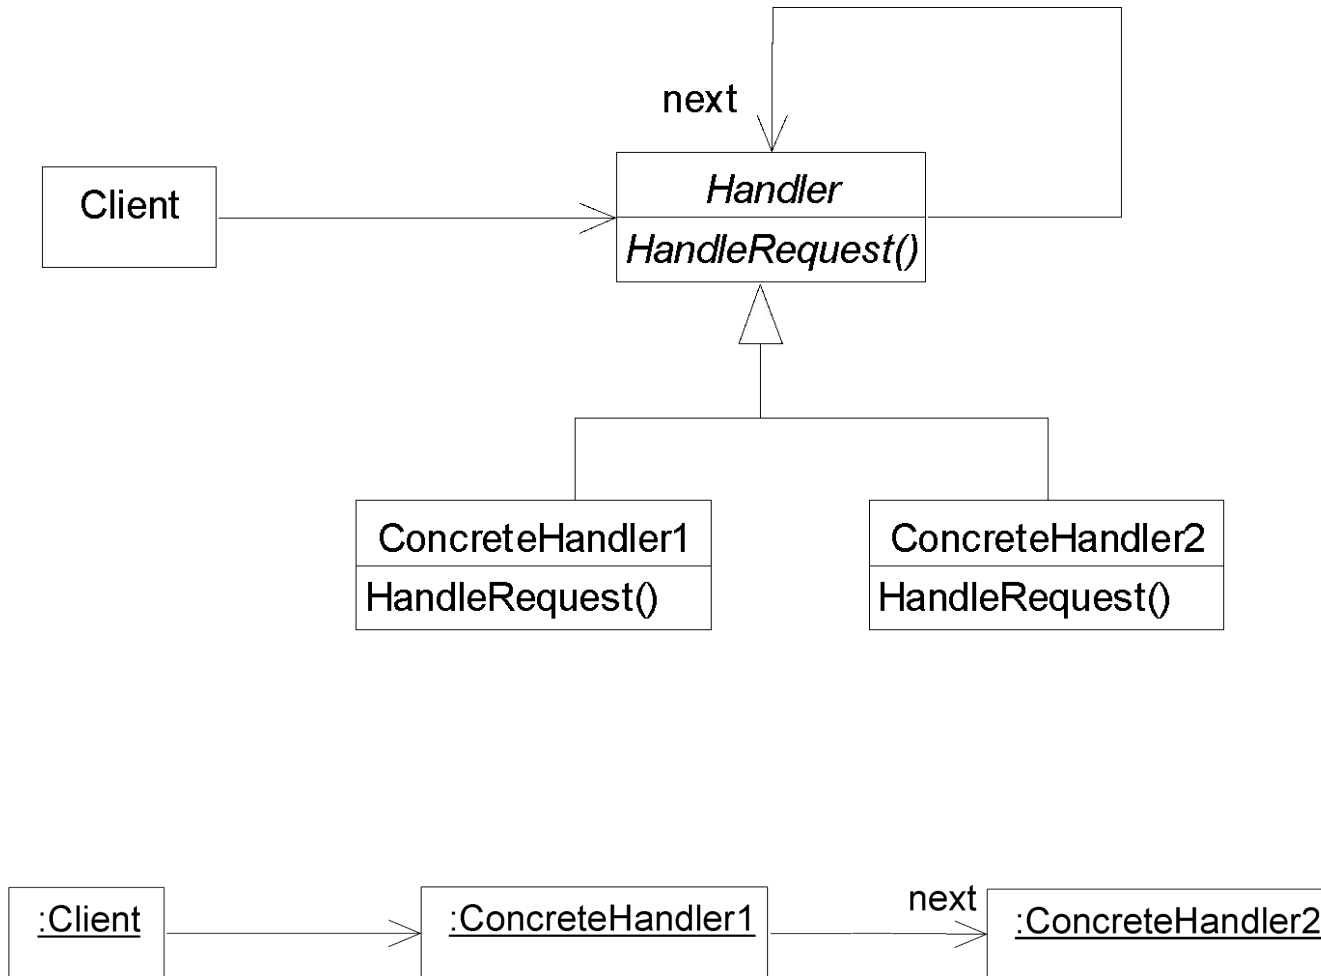 next
Handler
Client
HandleRequest()
ConcreteHandler1
HandleRequest()
ConcreteHandler2
HandleRequest()
:Client
:ConcreteHandler1
next
:ConcreteHandler2